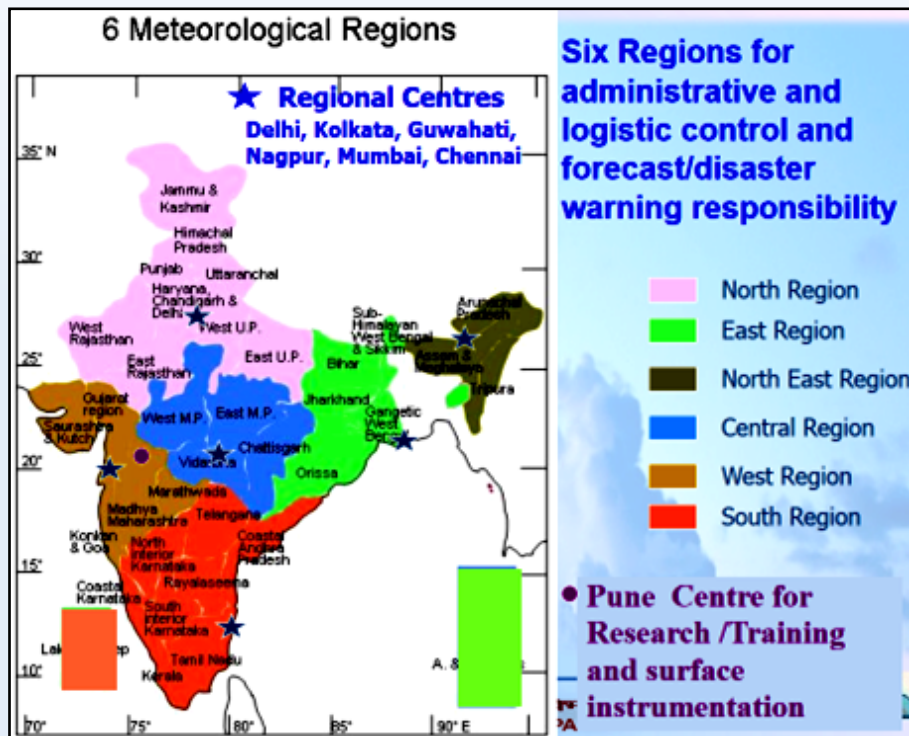 6 Meteorological Regions
Regional Centres
Delhi, Kolkata, Guwahati,
Nagpur, Mumbai, Chennai
35° N
30°
25°
20°
15°
10°
70°
75°
80°
85°
90° E
Jammu &
Kashmir
Himachal
Pradesh
Punjab
Uttaranchal
Haryana,
Chandigarh &
Delhi
West U.P.
West
Rajasthan
East
Rajasthan
East U.P.
Sub-
Himalayan
West Bengal
& Sikkim
Arunachal
Pradesh
Assam &
Meghalaya
Tripura
Bihar
Jharkhand
Gangetic
West
Gujarat
region
Saurashtra
& Kutch
West M.P.
East M.P.
Chattisgarh
Vidarbha
Orissa
Marathwada
Madhya
Maharashtra
Telangana
Konkan
& Goa
North
Interior
Karnataka
Coastal
Andhra
Pradesh
Rayalaseema
Coastal
Karnataka
South
Interior
Karnataka
Tamil Nadu
Kerala
A. &
Six Regions for
administrative and
logistic control and
forecast/disaster
warning responsibility
North Region
East Region
North East Region
Central Region
West Region
South Region
Pune Centre for
Research /Training
and surface
instrumentation